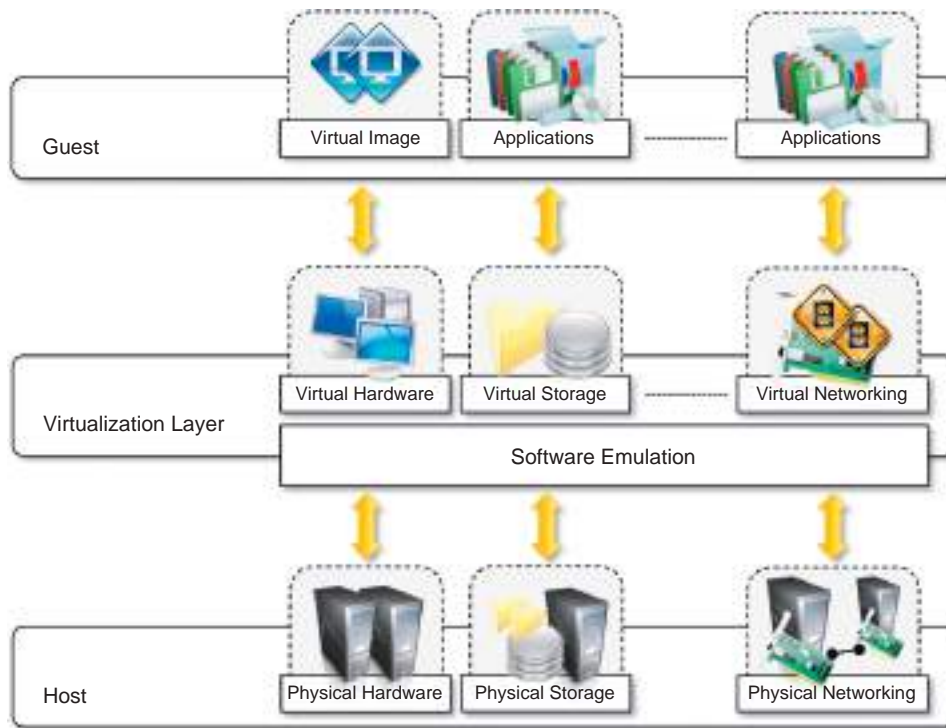 Guest
Virtual Image
Applications
Applications
Virtualization Layer
Virtual Hardware
Virtual Storage
Virtual Networking
Software Emulation
Host
Physical Hardware
Physical Storage
Physical Networking